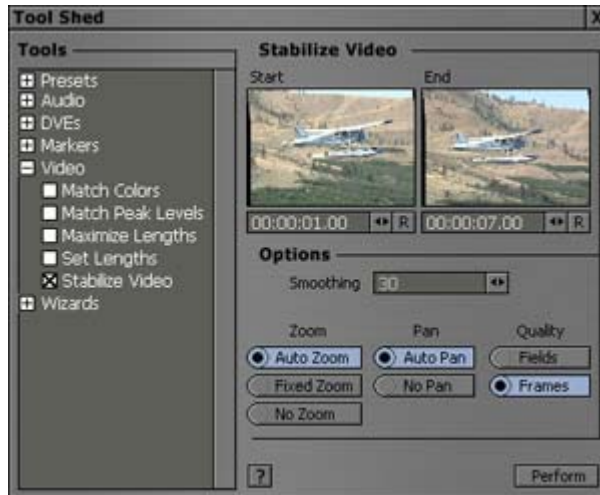 Tool Shed X
Tools
Presets
Audio
DVEs
Markers
Video
Match Colors
Match Peak Levels
Maximize Lengths
Set Lengths
Stabilize Video
Wizards
Stabilize Video
Start End
00:00:01.00 R 00:00:07.00 R
Options
Smoothing 30
Zoom Pan Quality
Auto Zoom Auto Pan Fields
Fixed Zoom No Pan Frames
No Zoom
? Perform